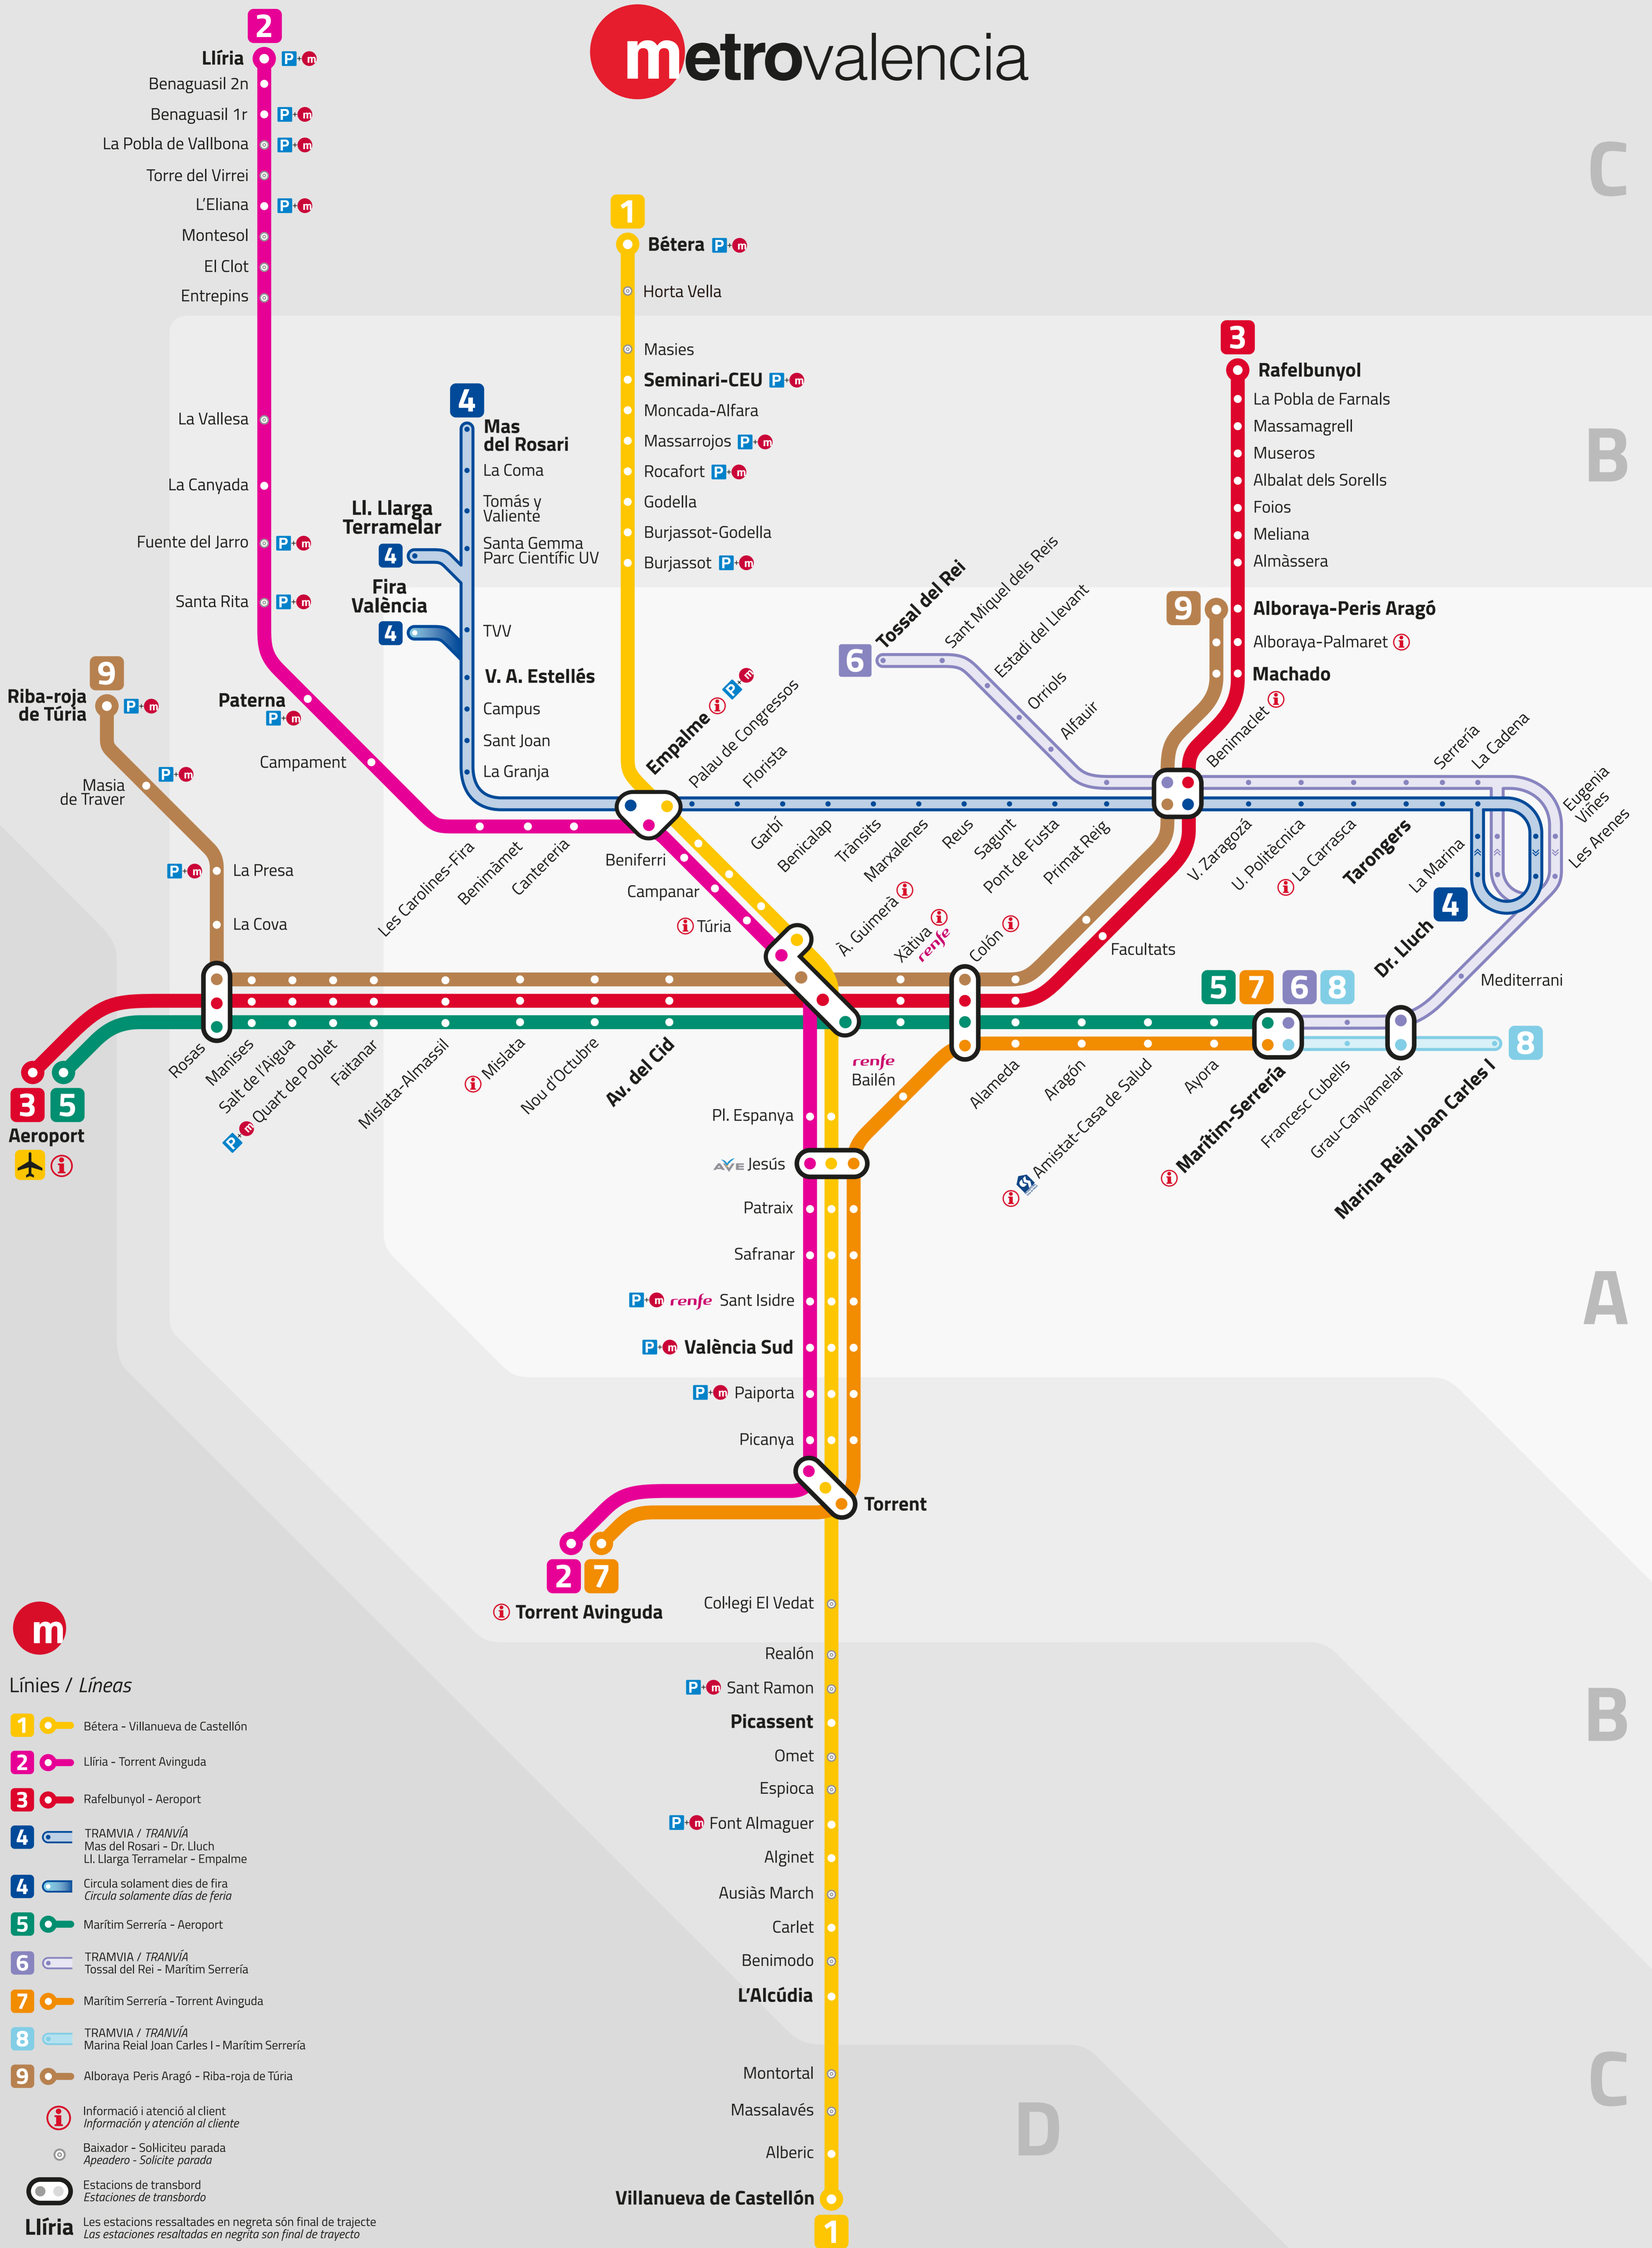 metrovalencia
2
Llíria
P+m
Benaguasil 2n
Benaguasil 1r
P+m
La Pobla de Vallbona
P+m
Torre del Virrei
L'Eliana
P+m
Montesol
El Clot
Entrepins
La Vallesa
La Canyada
Fuente del Jarro
P+m
Santa Rita
P+m
Paterna
P+m
Campament
Les Carolines-Fira
Benimàmet
Cantereria
C
1
Bétera
P+m
Horta Vella
Masies
Seminari-CEU
P+m
Moncada-Alfara
Massarrojos
P+m
Rocafort
P+m
Godella
Burjassot-Godella
Burjassot
P+m
4
Mas
del Rosari
La Coma
Tomás y
Valiente
Santa Gemma
Parc Científic UV
Ll. Llarga
Terramelar
4
Fira
València
4
TVV
V. A. Estellés
Campus
Sant Joan
La Granja
Empalme
i
P+m
Palau de Congressos
Florista
Garbí
Benicalap
Trànsits
Marxalenes
Reus
Sagunt
Pont de Fusta
Primat Reig
3
Rafelbunyol
La Pobla de Farnals
Massamagrell
Museros
Albalat dels Sorells
Foios
Meliana
Almàssera
B
9
Alboraya-Peris Aragó
Alboraya-Palmaret
i
Machado
Benimaclet
i
6
Tossal del Rei
Sant Miquel dels Reis
Estadi del Llevant
Orriols
Alfauir
V. Zaragozá
U. Politècnica
i
La Carrasca
Tarongers
Serrería
La Cadena
Eugenia
Viñes
Les Arenes
La Marina
4
Dr. Lluch
Mediterrani
9
Riba-roja
de Túria
P+m
Masia
de Traver
P+m
P+m
La Presa
La Cova
Beniferri
Campanar
i
Túria
À. Guimerà
i
Xàtiva
i
renfe
Colón
i
Facultats
5
7
6
8
8
3
5
Aeroport
i
Rosas
Manises
Salt de l'Aigua
P+m
Quart de Poblet
Faitanar
Mislata-Almassil
i
Mislata
Nou d'Octubre
Av. del Cid
renfe
Bailén
Alameda
Aragón
i
Amistat-Casa de Salud
Ayora
i
Marítim-Serrería
Francesc Cubells
Grau-Canyamelar
Marina Reial Joan Carles I
Pl. Espanya
AVE
Jesús
Patraix
Safranar
P+m
renfe
Sant Isidre
P+m
València Sud
P+m
Paiporta
Picanya
Torrent
2
7
i
Torrent Avinguda
A
Col·legi El Vedat
Realón
P+m
Sant Ramon
Picassent
Omet
Espioca
P+m
Font Almaguer
Alginet
Ausiàs March
Carlet
Benimodo
L'Alcúdia
Montortal
Massalavés
Alberic
Villanueva de Castellón
1
B
C
D
m
Línies / Líneas
1
Bétera - Villanueva de Castellón
2
Llíria - Torrent Avinguda
3
Rafelbunyol - Aeroport
4
TRAMVIA / TRANVÍA
Mas del Rosari - Dr. Lluch
Ll. Llarga Terramelar - Empalme
4
Circula solament dies de fira
Circula solamente días de feria
5
Marítim Serrería - Aeroport
6
TRAMVIA / TRANVÍA
Tossal del Rei - Marítim Serrería
7
Marítim Serrería - Torrent Avinguda
8
TRAMVIA / TRANVÍA
Marina Reial Joan Carles I - Marítim Serrería
9
Alboraya Peris Aragó - Riba-roja de Túria
i
Informació i atenció al client
Información y atención al cliente
Baixador - Sol·liciteu parada
Apeadero - Solicite parada
Estacions de transbord
Estaciones de transbordo
Llíria
Les estacions ressaltades en negreta són final de trajecte
Las estaciones resaltadas en negrita son final de trayecto